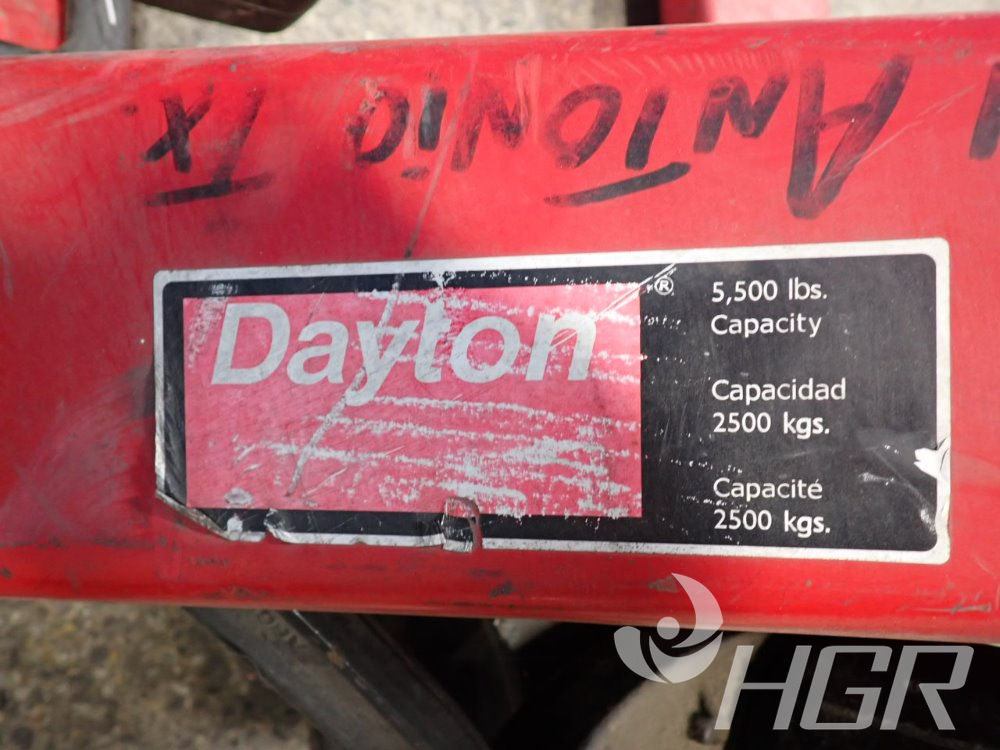 ANTONIO TX.
Dayton®
5,500 lbs.
Capacity
Capacidad
2500 kgs.
Capacité
2500 kgs.
HGR